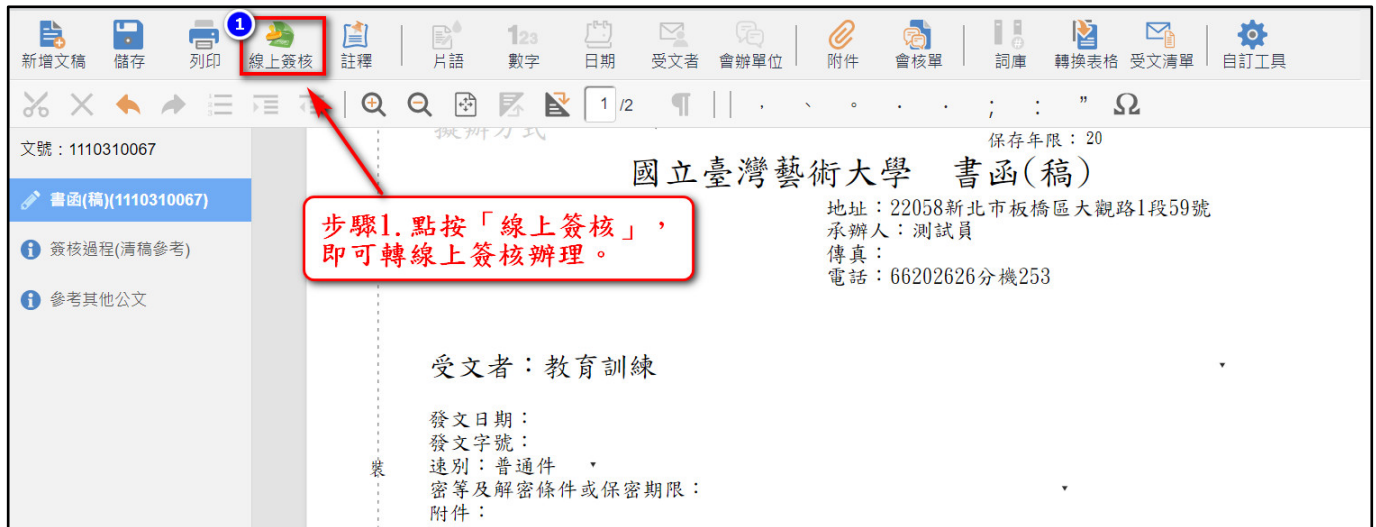 新增文稿 儲存 列印 1 線上簽核 註釋 片語 123 數字 日期 受文者 會辦單位 附件 會核單 詞庫 轉換表格 受文清單 自訂工具
1 /2 ¶ , 、 。 . . ; : ” Ω
文號：1110310067
書函(稿)(1110310067)
簽核過程(清稿參考)
參考其他公文
擬辦方式
保存年限：20
國立臺灣藝術大學 書函(稿)
地址：22058新北市板橋區大觀路1段59號
承辦人：測試員
傳真：
電話：66202626分機253
步驟1.點按「線上簽核」，
即可轉線上簽核辦理。
受文者：教育訓練
發文日期：
發文字號：
裝
速別：普通件
密等及解密條件或保密期限：
附件：